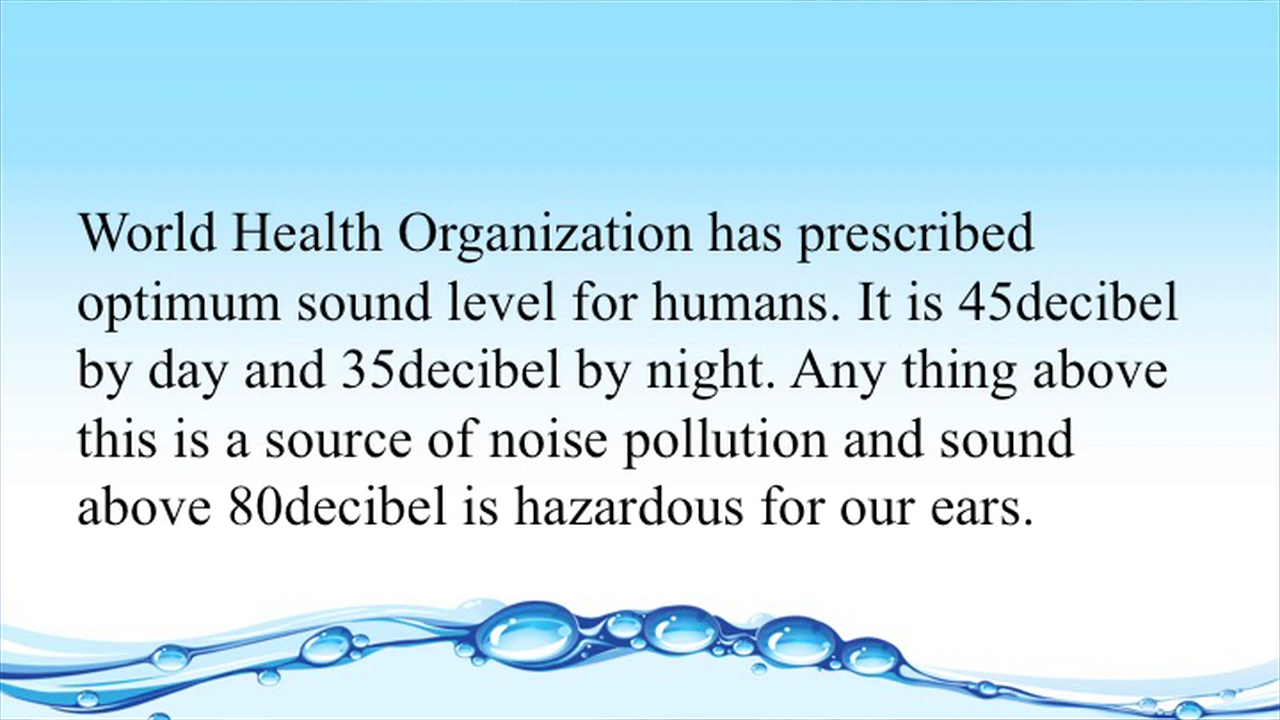 World Health Organization has prescribed
optimum sound level for humans. It is 45decibel
by day and 35decibel by night. Any thing above
this is a source of noise pollution and sound
above 80decibel is hazardous for our ears.